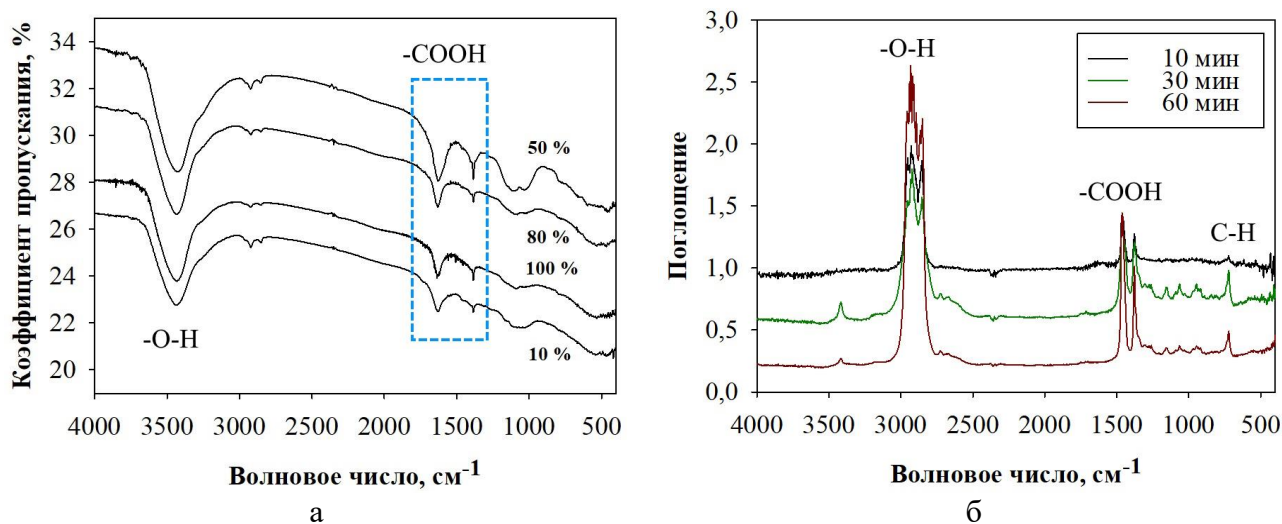 Коэффициент пропускания, %
34
32
30
28
26
24
22
20
-COOH
50 %
80 %
100 %
10 %
-O-H
4000 3500 3000 2500 2000 1500 1000 500
Волновое число, см-1
а
Поглощение
3,0
2,5
2,0
1,5
1,0
0,5
0,0
-O-H
10 мин
30 мин
60 мин
-COOH
C-H
4000 3500 3000 2500 2000 1500 1000 500
Волновое число, см-1
б